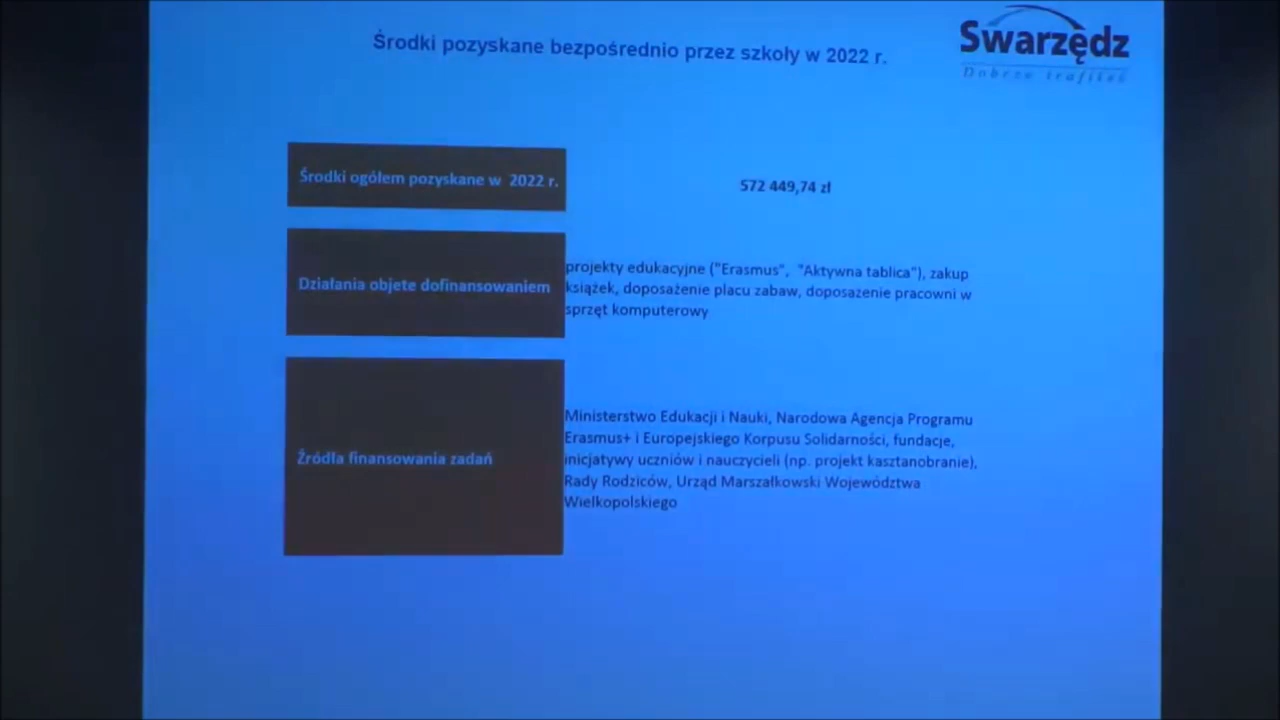 Środki pozyskane bezpośrednio przez szkoły w 2022 r.
Swarzędz
Dobrze trafiłeś
Środki ogółem pozyskane w 2022 r.
572 449,74 zł
Działania objete dofinansowaniem
projekty edukacyjne ("Erasmus", "Aktywna tablica"), zakup
książek, doposażenie placu zabaw, doposażenie pracowni w
sprzęt komputerowy
Źródła finansowania zadań
Ministerstwo Edukacji i Nauki, Narodowa Agencja Programu
Erasmus+ i Europejskiego Korpusu Solidarności, fundacje,
inicjatywy uczniów i nauczycieli (np. projekt kasztanobranie),
Rady Rodziców, Urząd Marszałkowski Województwa
Wielkopolskiego